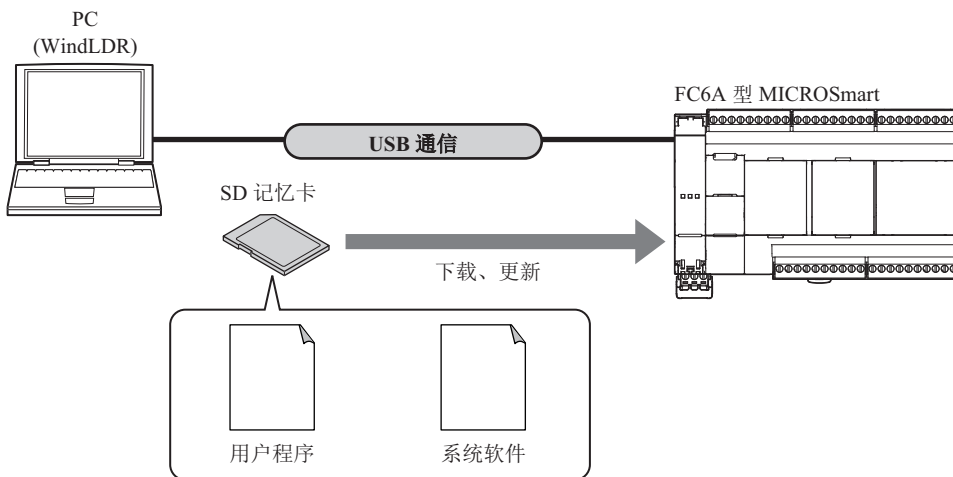 PC
(WindLDR)
FC6A 型 MICROSmart
USB 通信
SD 记忆卡
下载、更新
用户程序
系统软件